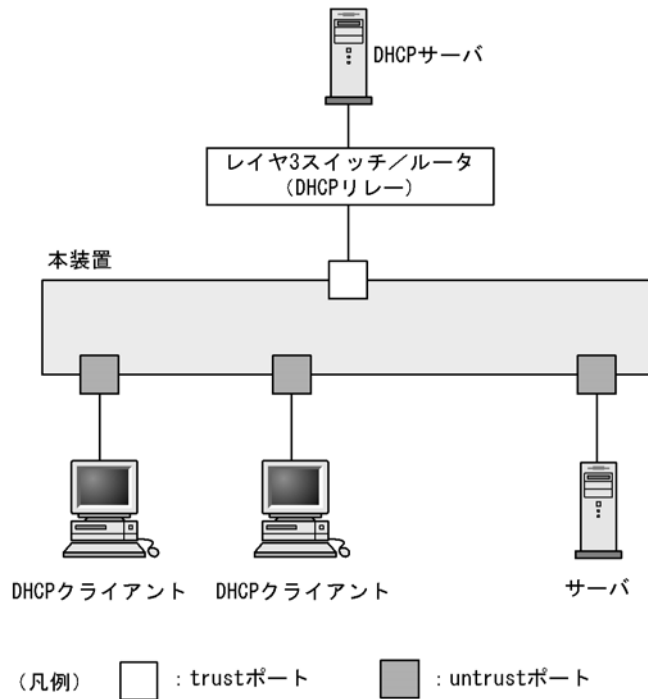 DHCPサーバ
レイヤ3スイッチ／ルータ
(DHCPリレー)
本装置
DHCPクライアント
DHCPクライアント
サーバ
(凡例)
：trustポート
：untrustポート